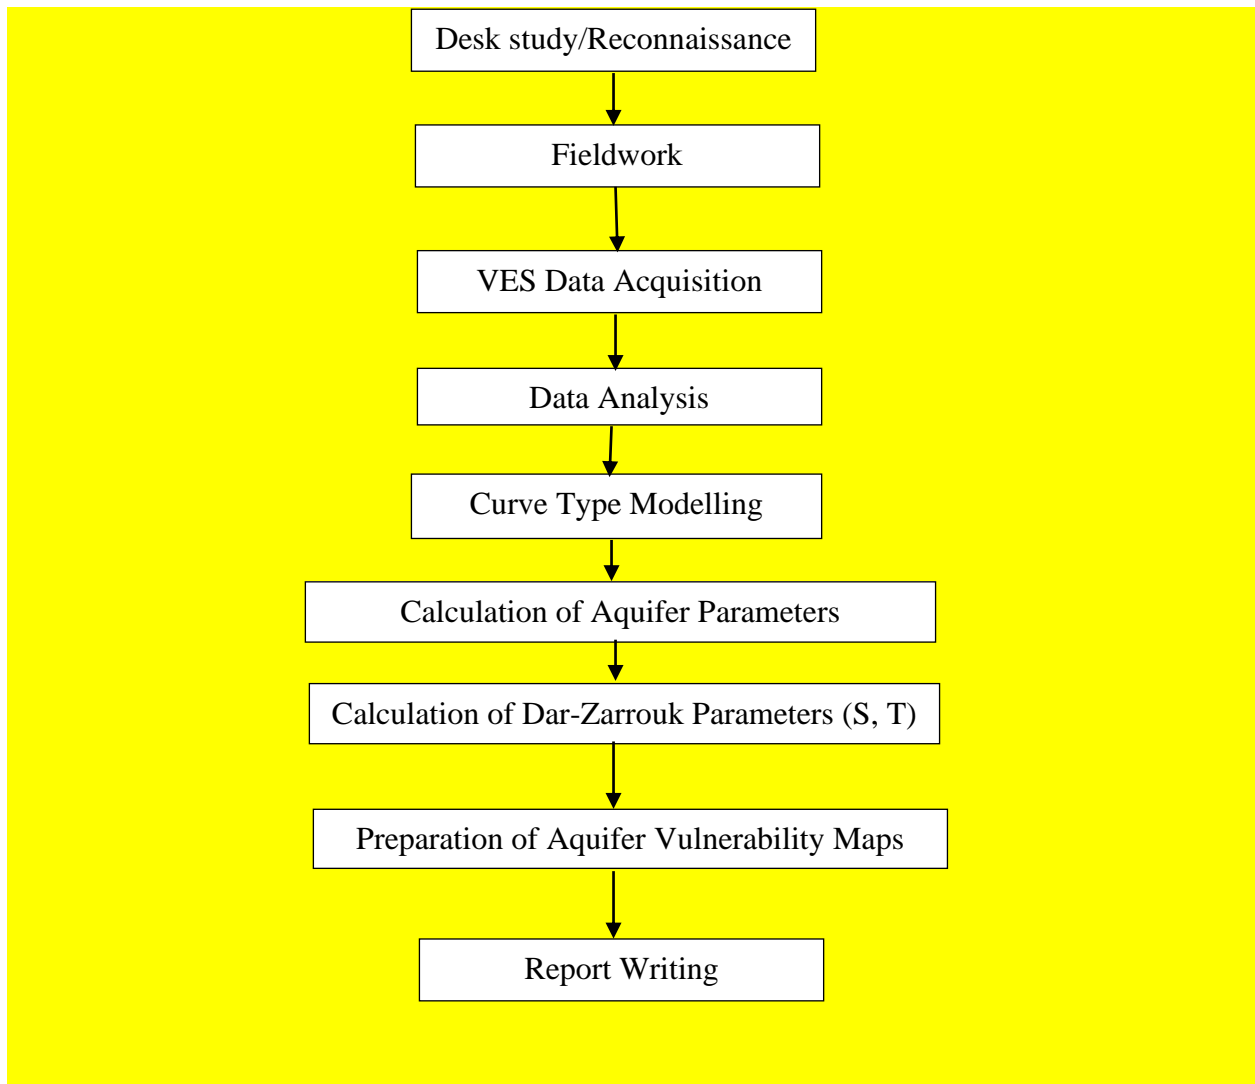 Desk study/Reconnaissance
Fieldwork
VES Data Acquisition
Data Analysis
Curve Type Modelling
Calculation of Aquifer Parameters
Calculation of Dar-Zarrouk Parameters (S, T)
Preparation of Aquifer Vulnerability Maps
Report Writing